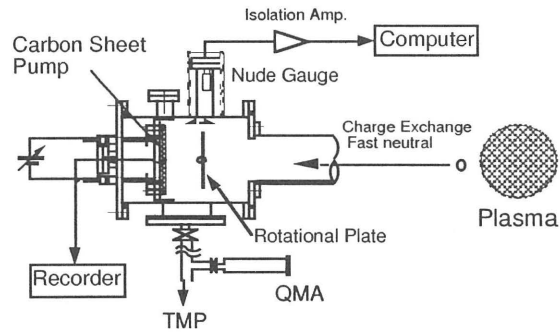 Isolation Amp.
Carbon Sheet
Pump
Computer
Nude Gauge
Charge Exchange
Fast neutral
Plasma
Rotational Plate
Recorder
QMA
TMP